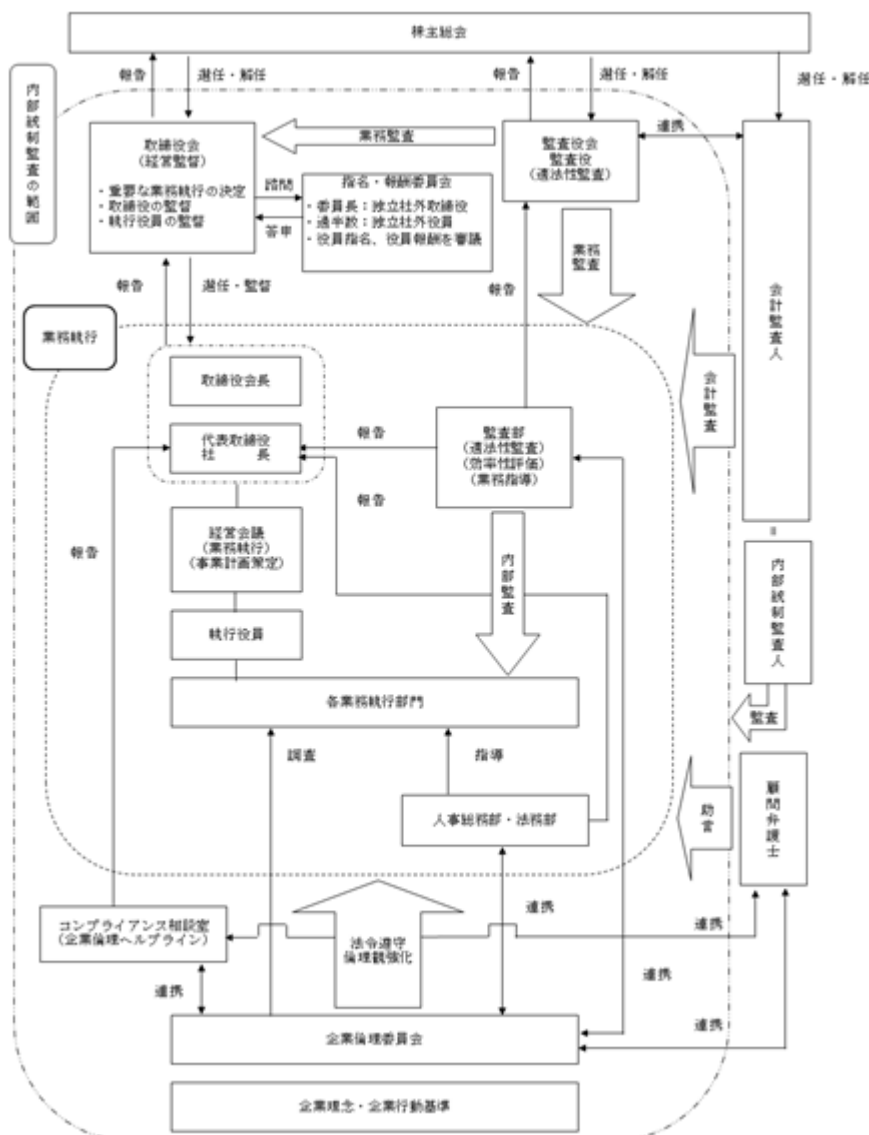 株主総会
報告
選任・解任
報告
選任・解任
選任・解任
内部統制監査の範囲
取締役会
(経営監督)
・重要な業務執行の決定
・取締役の監督
・執行役員の監督
業務監査
監査役会
監査役
(適法性監査)
連携
諮問
答申
指名・報酬委員会
・委員長：独立社外取締役
・過半数：独立社外役員
・役員指名、役員報酬を審議
業務監査
会計監査人
報告
選任・監督
報告
業務執行
取締役会長
会計監査
代表取締役
社　長
報告
監査部
(適法性監査)
(効率性評価)
(業務指導)
報告
報告
経営会議
(業務執行)
(事業計画策定)
内部監査
=
内部統制監査人
執行役員
各業務執行部門
監査
調査
指導
顧問弁護士
助言
人事総務部・法務部
コンプライアンス相談室
(企業倫理ヘルプライン)
法令遵守
倫理観強化
連携
連携
連携
連携
連携
企業倫理委員会
企業理念・企業行動基準